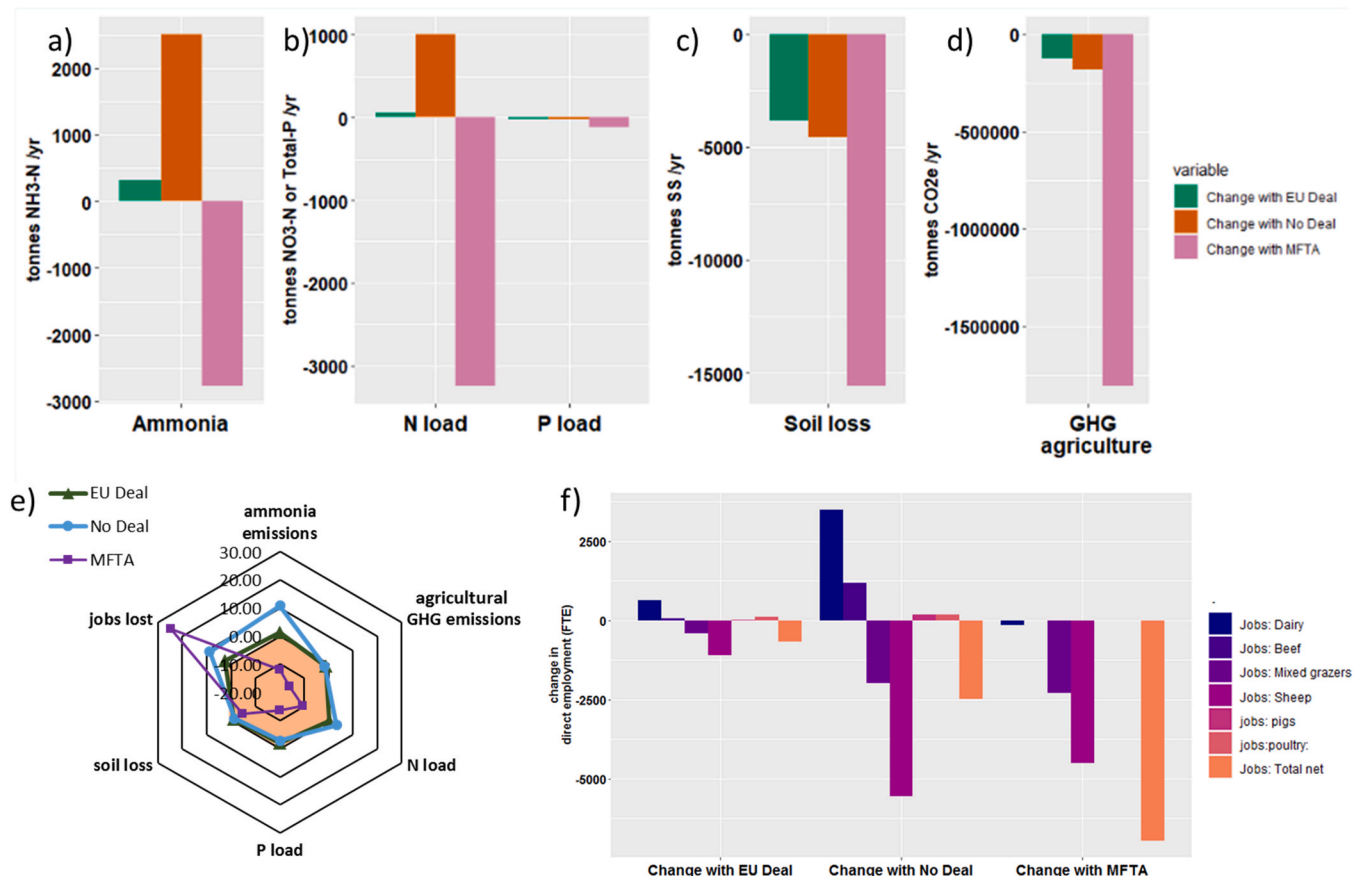 a)
2000
1000
0
-1000
-2000
-3000
tonnes NH3-N /yr
Ammonia
b)
1000
0
-1000
-2000
-3000
tonnes NO3-N or Total-P /yr
N load
P load
c)
0
-5000
-10000
-15000
tonnes SS /yr
Soil loss
d)
0
-500000
-1000000
-1500000
tonnes CO2e /yr
GHG
agriculture
variable
Change with EU Deal
Change with No Deal
Change with MFTA
e)
EU Deal
No Deal
MFTA
ammonia
emissions
30.00
20.00
10.00
0.00
-10.00
-20.00
agricultural
GHG emissions
jobs lost
soil loss
N load
P load
f)
2500
0
-2500
-5000
change in
direct employment (FTE)
Change with EU Deal
Change with No Deal
Change with MFTA
Jobs: Dairy
Jobs: Beef
Jobs: Mixed grazers
Jobs: Sheep
jobs: pigs
jobs:poultry:
Jobs: Total net